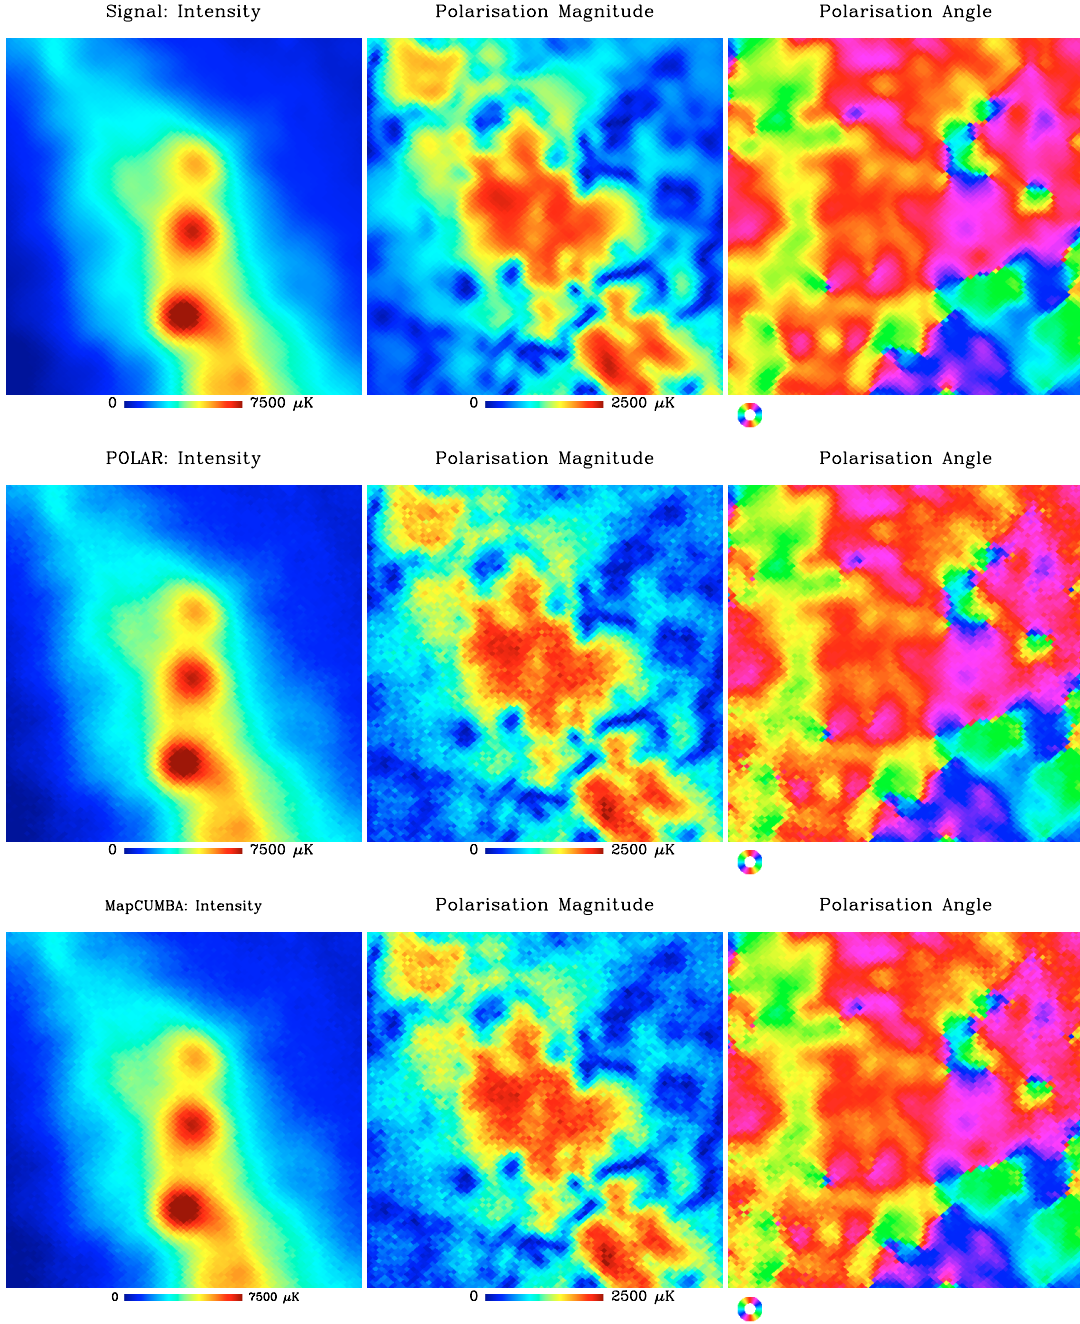 Signal: Intensity Polarisation Magnitude Polarisation Angle
0 7500 μK 0 2500 μK
POLAR: Intensity Polarisation Magnitude Polarisation Angle
0 7500 μK 0 2500 μK
MapCUMBA: Intensity Polarisation Magnitude Polarisation Angle
0 7500 μK 0 2500 μK